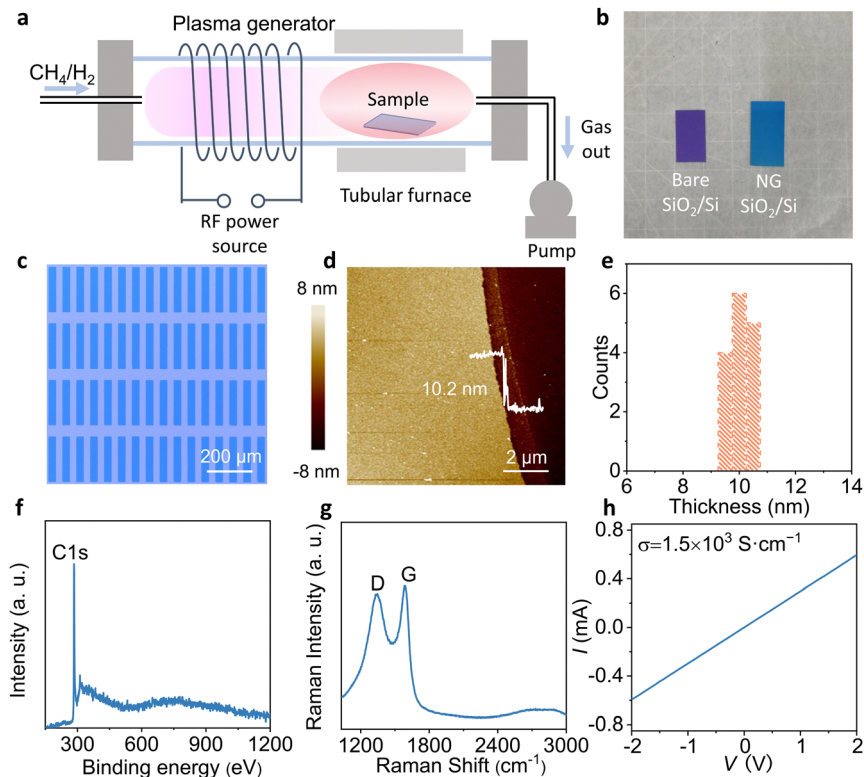 a
Plasma generator
CH₄/H₂
Sample
Gas
out
Tubular furnace
RF power
source
Pump
b
Bare
SiO₂/Si
NG
SiO₂/Si
c
200 μm
d
8 nm
-8 nm
10.2 nm
2 μm
e
Counts
6
4
2
0
6 8 10 12 14
Thickness (nm)
f
C1s
Intensity (a. u.)
300 600 900 1200
Binding energy (eV)
g
D G
Raman Intensity (a. u.)
1200 1800 2400 3000
Raman Shift (cm⁻¹)
h
σ=1.5×10³ S·cm⁻¹
I (mA)
0.8
0.4
0.0
-0.4
-0.8
-2 -1 0 1 2
V (V)